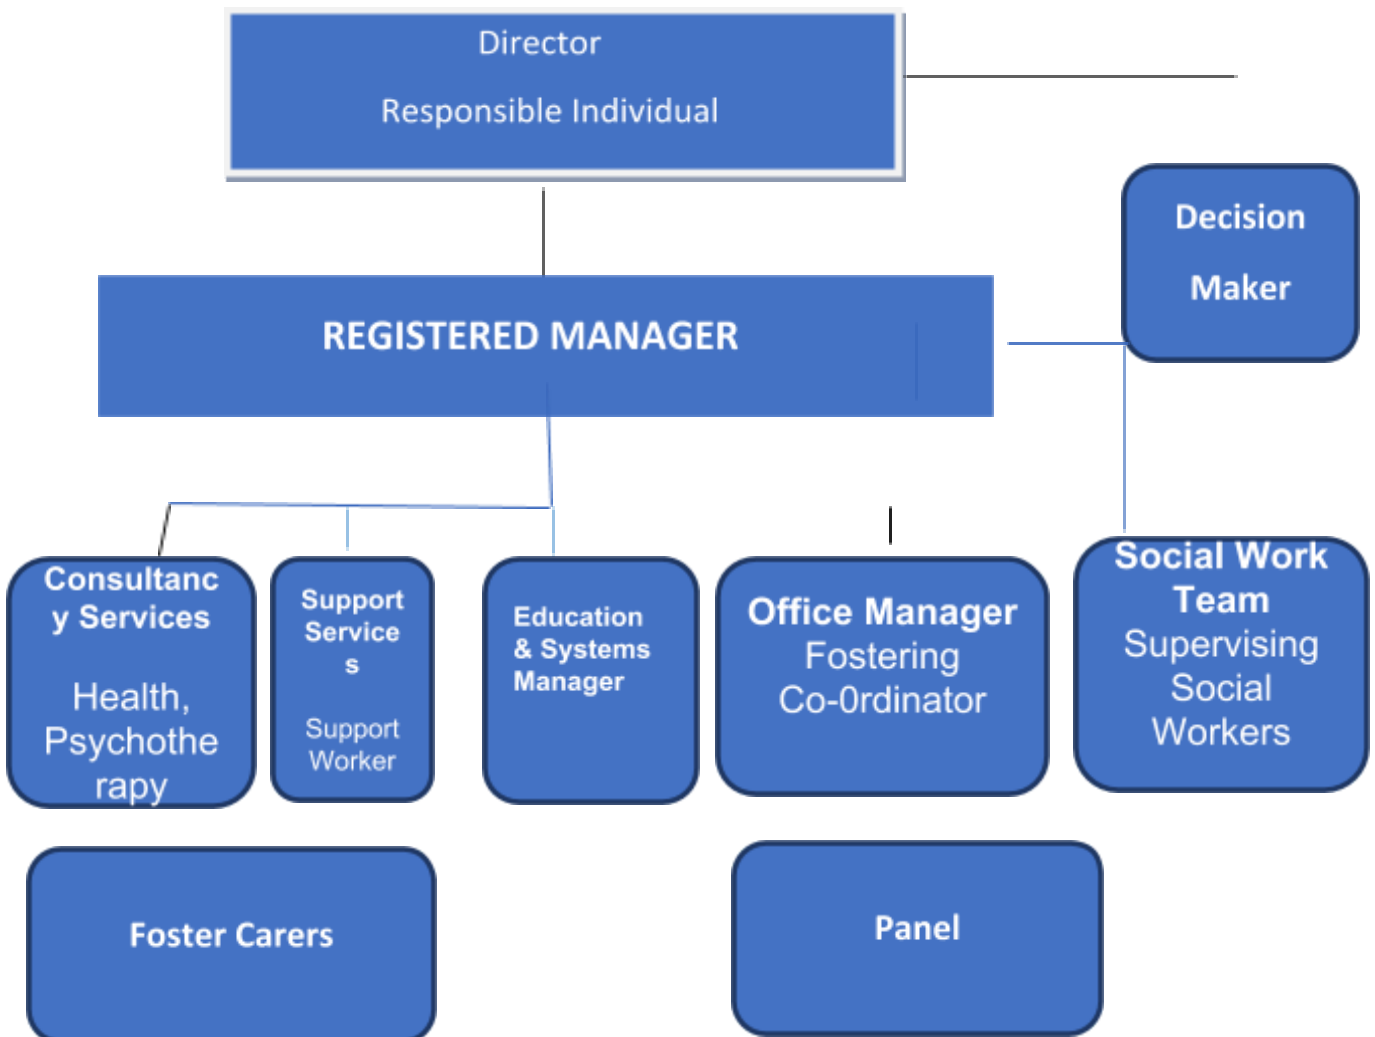 Director
Responsible Individual
Decision
Maker
REGISTERED MANAGER
Consultanc
y Services
Health,
Psychothe
rapy
Support
Service
s
Support
Worker
Education
& Systems
Manager
Office Manager
Fostering
Co-0rdinator
Social Work
Team
Supervising
Social
Workers
Foster Carers
Panel